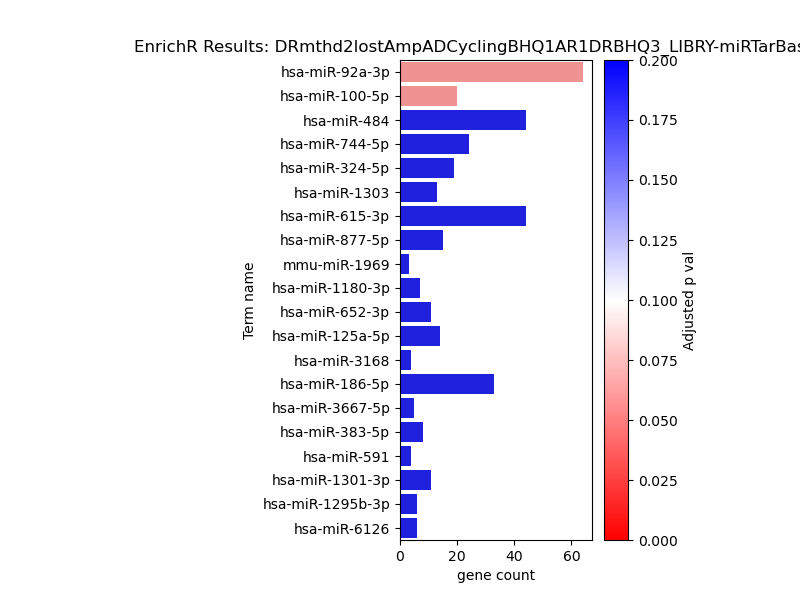 EnrichR Results: DRmthd2lostAmpADCyclingBHQ1AR1DRBHQ3_LIBRY-miRTarBas
hsa-miR-92a-3p
hsa-miR-100-5p
hsa-miR-484
hsa-miR-744-5p
hsa-miR-324-5p
hsa-miR-1303
hsa-miR-615-3p
hsa-miR-877-5p
mmu-miR-1969
hsa-miR-1180-3p
hsa-miR-652-3p
hsa-miR-125a-5p
hsa-miR-3168
hsa-miR-186-5p
hsa-miR-3667-5p
hsa-miR-383-5p
hsa-miR-591
hsa-miR-1301-3p
hsa-miR-1295b-3p
hsa-miR-6126
Term name
0 20 40 60
gene count
0.200
0.175
0.150
0.125
0.100
0.075
0.050
0.025
0.000
Adjusted p val